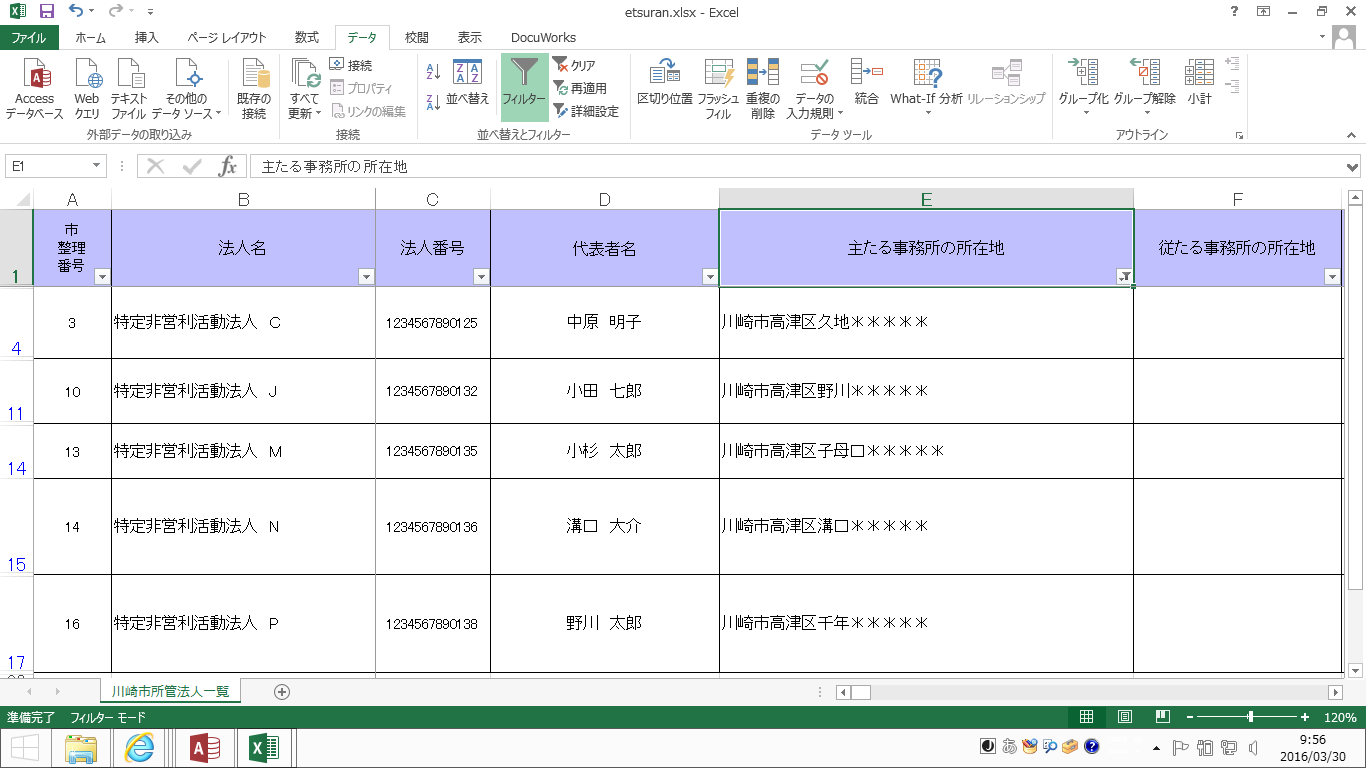 etsuran.xlsx - Excel
ファイル ホーム 挿入 ページ レイアウト 数式 データ 校閲 表示 DocuWorks
Access データベース
Web クエリ
テキスト ファイル
その他の データ ソース
既存の 接続
外部データの取り込み
すべて 更新
接続
プロパティ
リンクの編集
接続
並べ替え
フィルター
クリア
再適用
詳細設定
並べ替えとフィルター
区切り位置
フラッシュ フィル
重複の 削除
データの 入力規則
統合
What-If 分析
リレーションシップ
データ ツール
グループ化
グループ解除
小計
アウトライン
E1
fx
主たる事務所の所在地
A B C D E F
1 市 整理 番号 法人名 法人番号 代表者名 主たる事務所の所在地 従たる事務所の所在地
4 3 特定非営利活動法人 C 1234567890125 中原 明子 川崎市高津区久地＊＊＊＊＊
11 10 特定非営利活動法人 J 1234567890132 小田 七郎 川崎市高津区野川＊＊＊＊＊
14 13 特定非営利活動法人 M 1234567890135 小杉 太郎 川崎市高津区子母口＊＊＊＊＊
15 14 特定非営利活動法人 N 1234567890136 溝口 大介 川崎市高津区溝口＊＊＊＊＊
17 16 特定非営利活動法人 P 1234567890138 野川 太郎 川崎市高津区千年＊＊＊＊＊
川崎市所管法人一覧
準備完了 フィルター モード
120%
あ
9:56
2016/03/30